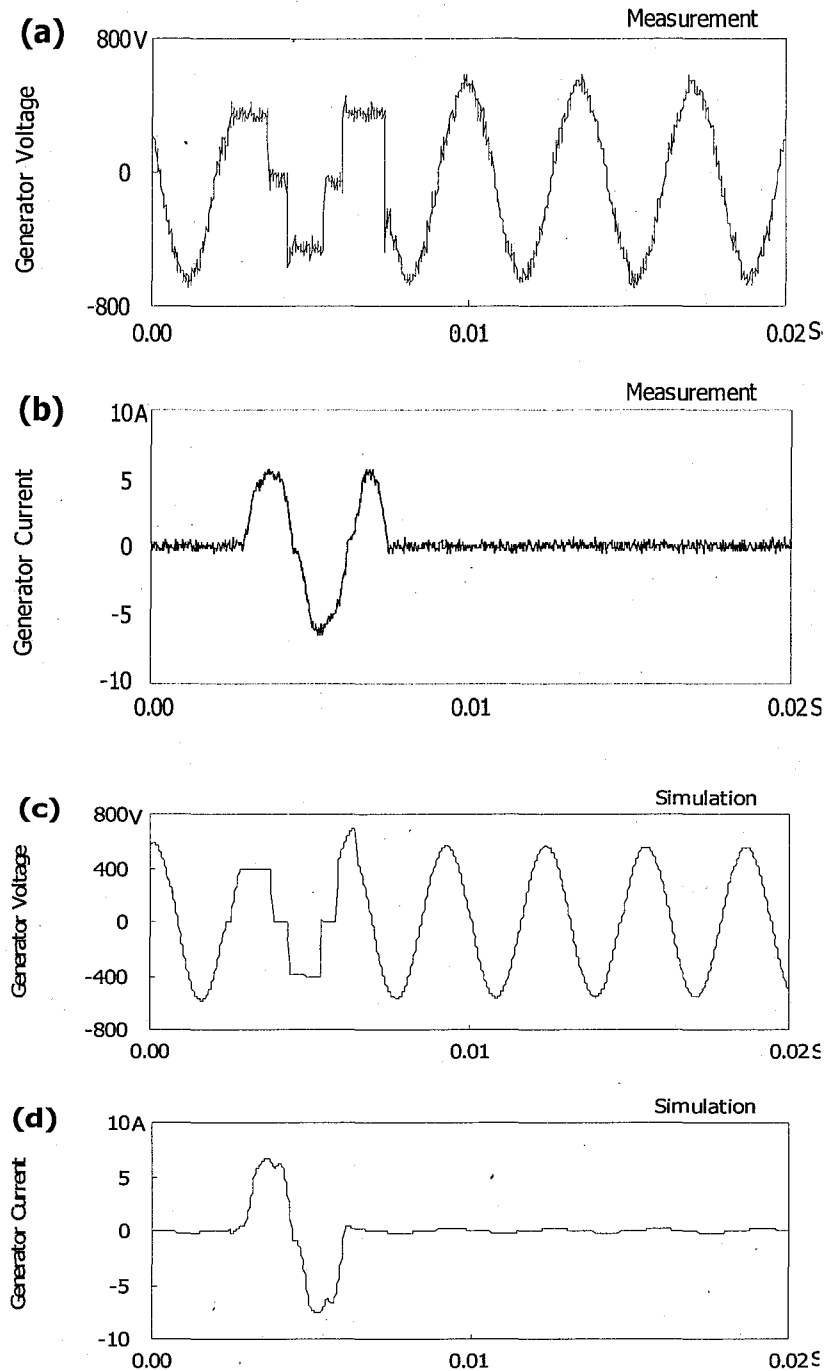 (a)
Measurement
800V
Generator Voltage
0
-800
0.00
0.01
0.02S
(b)
Measurement
10A
Generator Current
5
0
-5
-10
0.00
0.01
0.02S
(c)
Simulation
800V
Generator Voltage
400
0
-400
-800
0.00
0.01
0.02S
(d)
Simulation
10A
Generator Current
5
0
-5
-10
0.00
0.01
0.02S